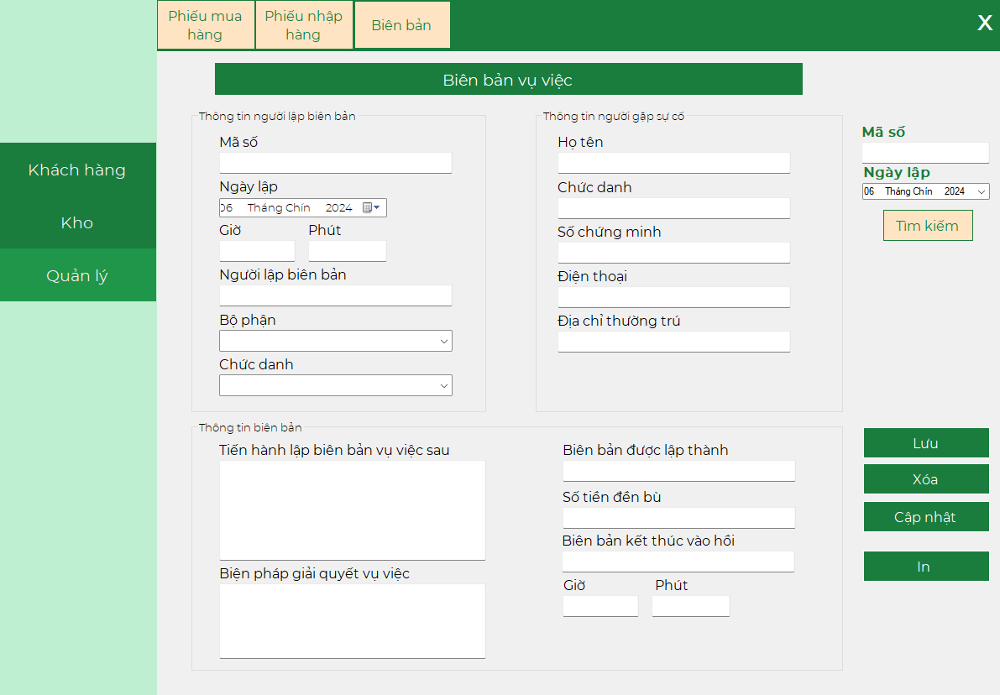 Phiếu mua
hàng
Phiếu nhập
hàng
Biên bản
X
Khách hàng
Kho
Quản lý
Biên bản vụ việc
Thông tin người lập biên bản
Mã số
Ngày lập
06 Tháng Chín 2024
Giờ Phút
Người lập biên bản
Bộ phận
Chức danh
Thông tin người gặp sự cố
Họ tên
Chức danh
Số chứng minh
Điện thoại
Địa chỉ thường trú
Mã số
Ngày lập
06 Tháng Chín 2024
Tìm kiếm
Thông tin biên bản
Tiến hành lập biên bản vụ việc sau
Biện pháp giải quyết vụ việc
Biên bản được lập thành
Số tiền đền bù
Biên bản kết thúc vào hồi
Giờ Phút
Lưu
Xóa
Cập nhật
In